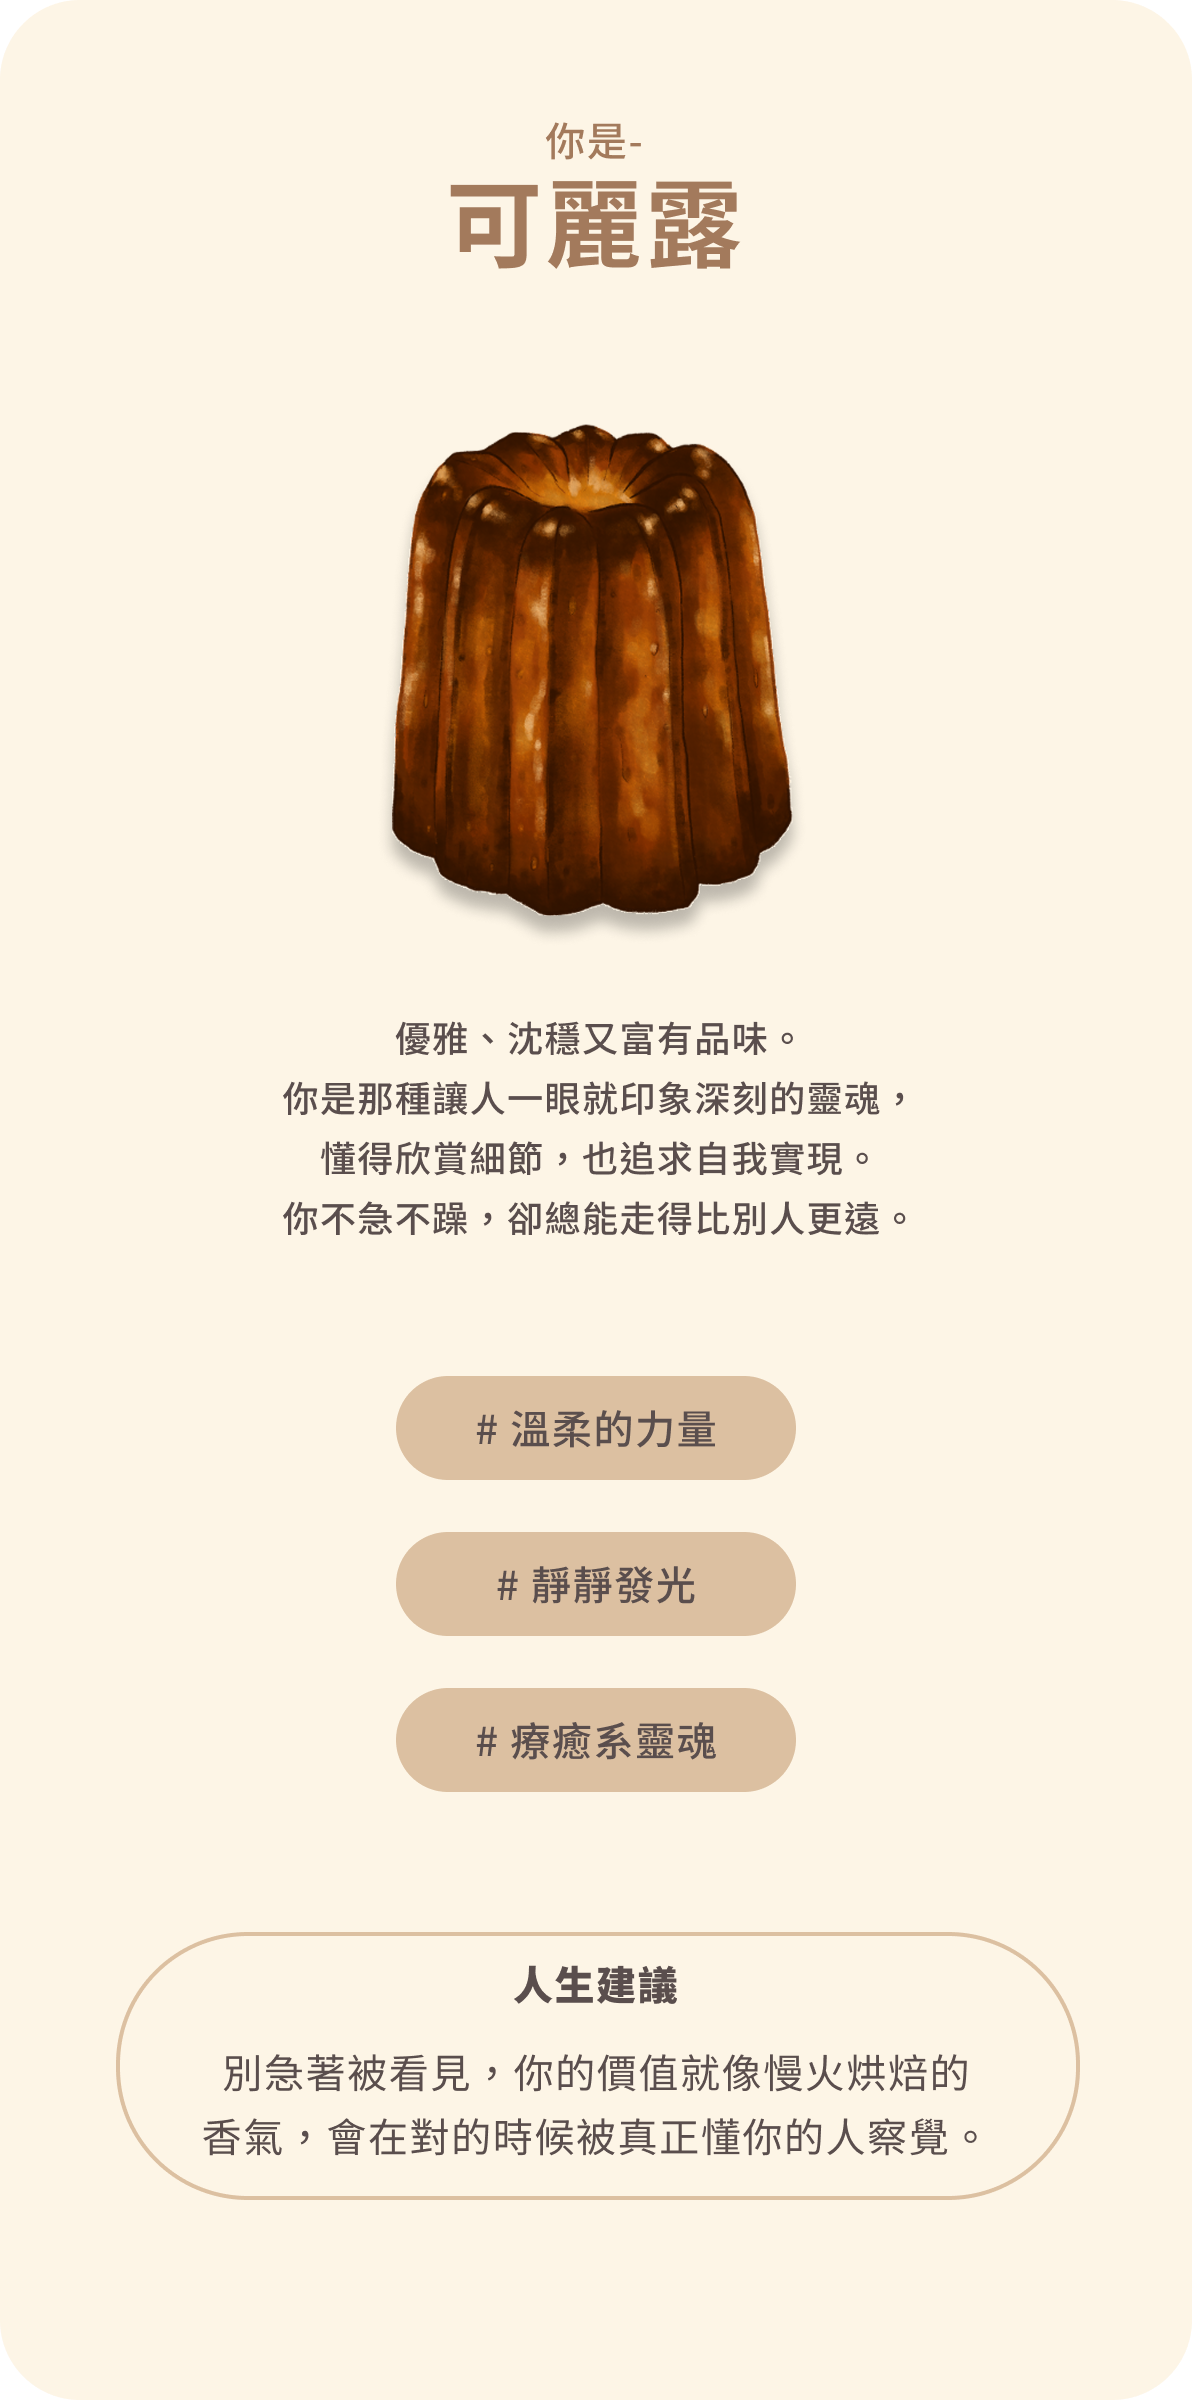 你是-
可麗露
優雅、沈穩又富有品味。
你是那種讓人一眼就印象深刻的靈魂，
懂得欣賞細節，也追求自我實現。
你不急不躁，卻總能走得比別人更遠。
# 溫柔的力量
# 靜靜發光
# 療癒系靈魂
人生建議
別急著被看見，你的價值就像慢火烘焙的
香氣，會在對的時候被真正懂你的人察覺。